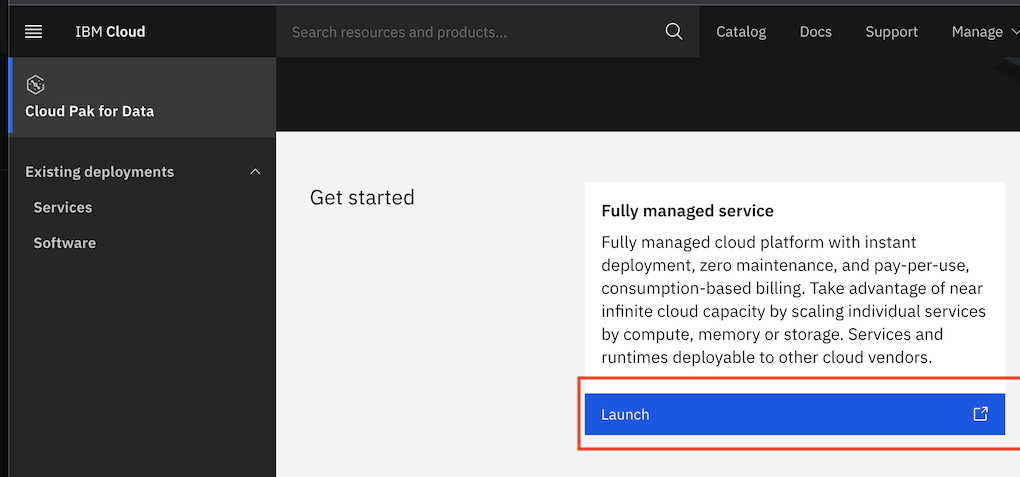 IBM Cloud
Search resources and products...
Catalog
Docs
Support
Manage
Cloud Pak for Data
Existing deployments
Services
Software
Get started
Fully managed service
Fully managed cloud platform with instant
deployment, zero maintenance, and pay-per-use,
consumption-based billing. Take advantage of near
infinite cloud capacity by scaling individual services
by compute, memory or storage. Services and
runtimes deployable to other cloud vendors.
Launch